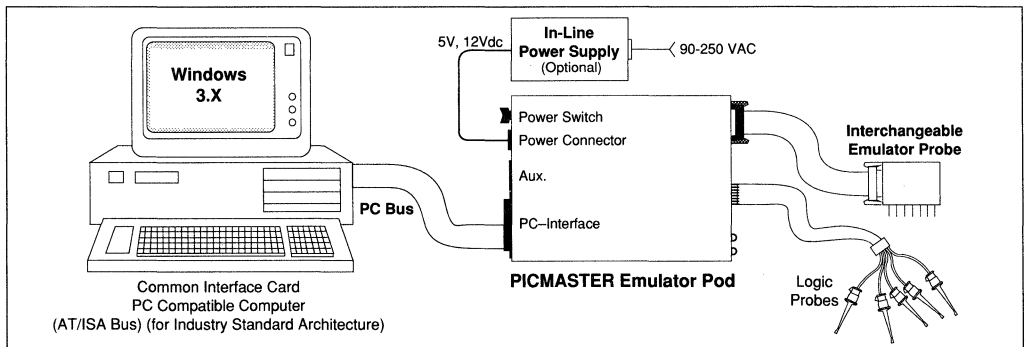 Windows
3.X
5V, 12Vdc
In-Line
Power Supply
(Optional)
90-250 VAC
Power Switch
Power Connector
Aux.
PC–Interface
PC Bus
Interchangeable
Emulator Probe
PICMASTER Emulator Pod
Logic
Probes
Common Interface Card
PC Compatible Computer
(AT/ISA Bus) (for Industry Standard Architecture)